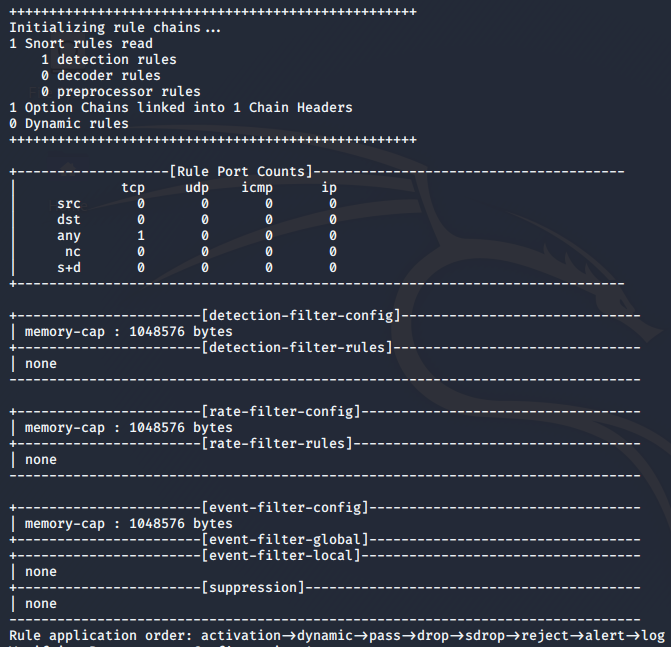 +++++++++++++++++++++++++++++++++++++++++++++++++++
Initializing rule chains...
1 Snort rules read
    1 detection rules
    0 decoder rules
    0 preprocessor rules
1 Option Chains linked into 1 Chain Headers
0 Dynamic rules
+++++++++++++++++++++++++++++++++++++++++++++++++++

+-------------------[Rule Port Counts]---------------------------------------
|             tcp     udp    icmp      ip
|     src       0       0       0       0
|     dst       0       0       0       0
|     any       1       0       0       0
|      nc       0       0       0       0
|     s+d       0       0       0       0
+----------------------------------------------------------------------------

+-----------------------[detection-filter-config]------------------------------
| memory-cap : 1048576 bytes
+-----------------------[detection-filter-rules]-------------------------------
| none
-------------------------------------------------------------------------------

+-----------------------[rate-filter-config]-----------------------------------
| memory-cap : 1048576 bytes
+-----------------------[rate-filter-rules]------------------------------------
| none
-------------------------------------------------------------------------------

+-----------------------[event-filter-config]----------------------------------
| memory-cap : 1048576 bytes
+-----------------------[event-filter-global]----------------------------------
+-----------------------[event-filter-local]-----------------------------------
| none
+-----------------------[suppression]------------------------------------------
| none
-------------------------------------------------------------------------------
Rule application order: activation->dynamic->pass->drop->sdrop->reject->alert->log